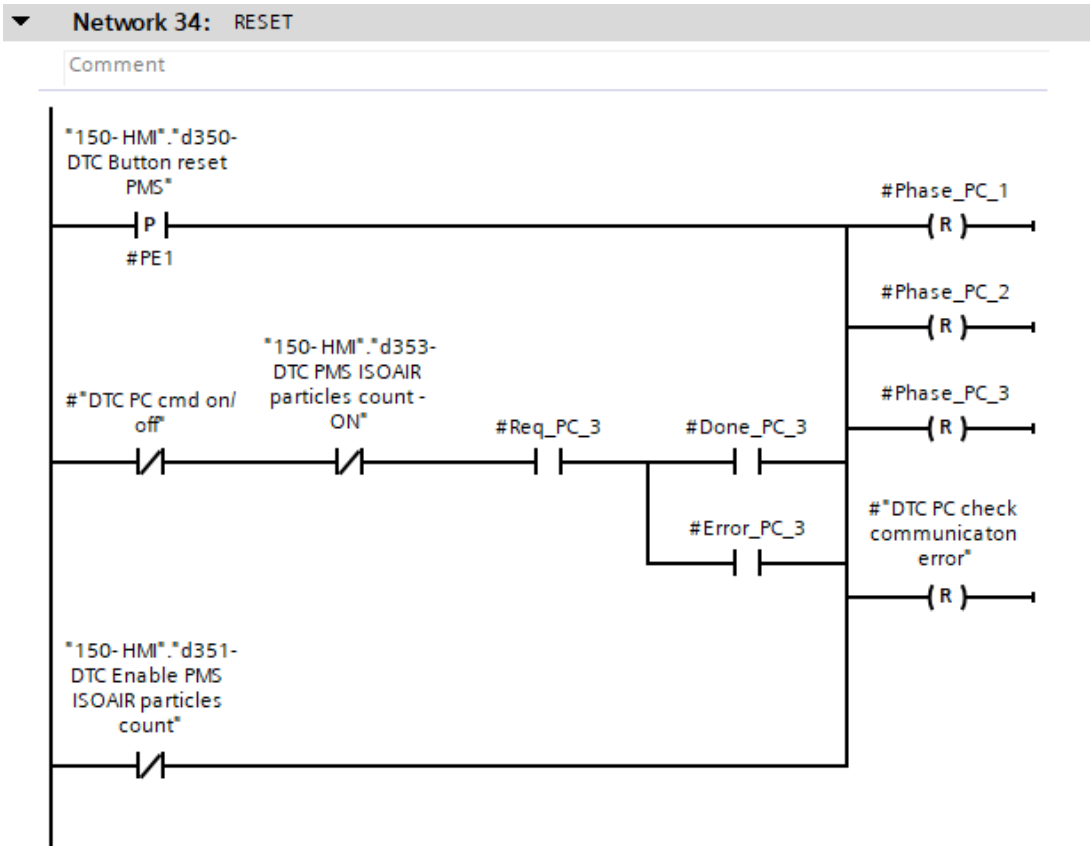 Network 34: RESET
Comment
"150-HMI"."d350-
DTC Button reset
PMS"
P
#PE1
#Phase_PC_1
R
#Phase_PC_2
R
"150-HMI"."d353-
DTC PMS ISOAIR
particles count -
ON"
#"DTC PC cmd on/
off"
#Req_PC_3
#Done_PC_3
#Phase_PC_3
R
#Error_PC_3
#"DTC PC check
communicaton
error"
R
"150-HMI"."d351-
DTC Enable PMS
ISOAIR particles
count"